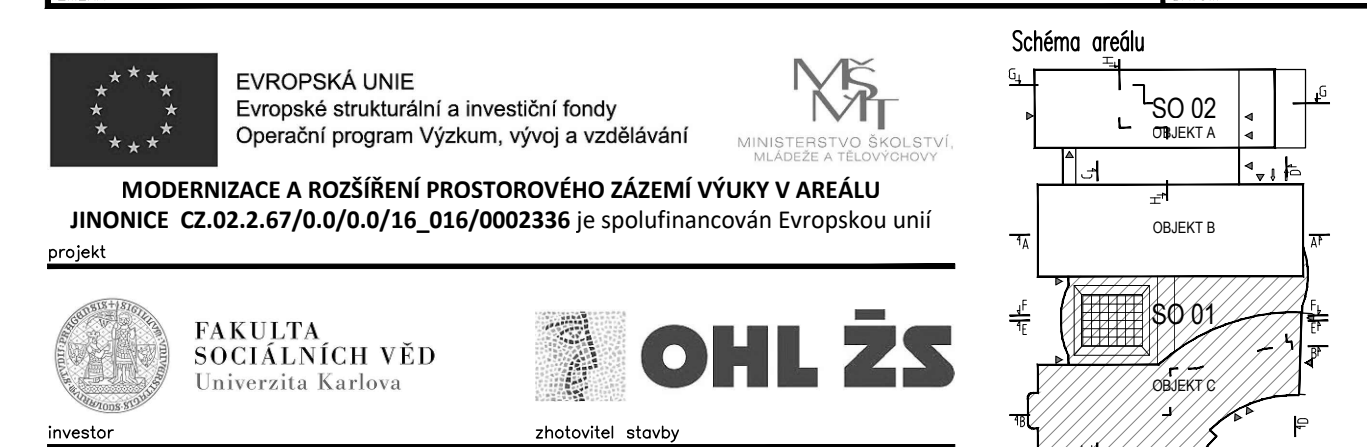 EVROPSKÁ UNIE
Evropské strukturální a investiční fondy
Operační program Výzkum, vývoj a vzdělávání
MŠMT
MINISTERSTVO ŠKOLSTVÍ,
MLÁDEŽE A TĚLOVÝCHOVY
MODERNIZACE A ROZŠÍŘENÍ PROSTOROVÉHO ZÁZEMÍ VÝUKY V AREÁLU
JINONICE CZ.02.2.67/0.0/0.0/16_016/0002336 je spolufinancován Evropskou unií
projekt
FAKULTA
SOCIÁLNÍCH VĚD
Univerzita Karlova
investor
OHL ŽS
zhotovitel stavby
Schéma areálu
H
G
G
SO 02
OBJEKT A
C
D
H
OBJEKT B
A
A
F
E
SO 01
F
E
B
OBJEKT C
B
D